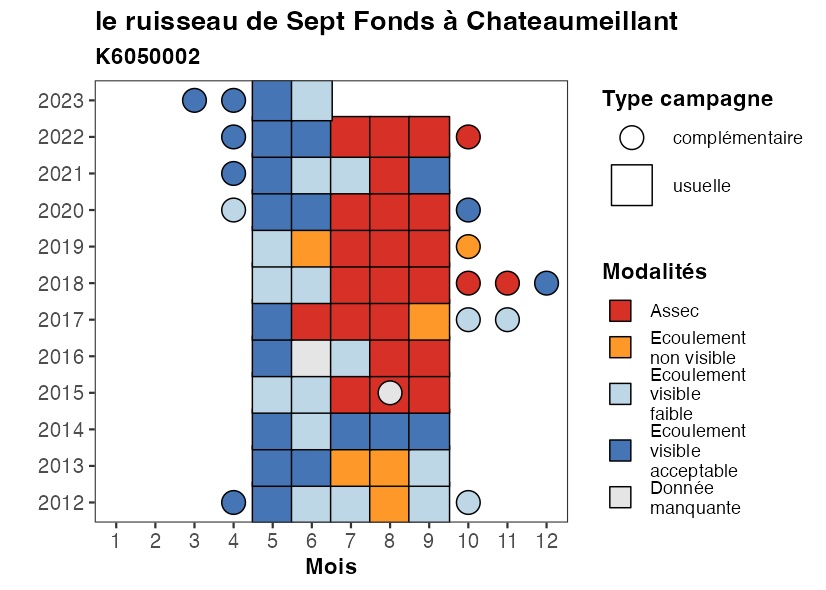 le ruisseau de Sept Fonds à Chateaumeillant
K6050002
2023
2022
2021
2020
2019
2018
2017
2016
2015
2014
2013
2012
1 2 3 4 5 6 7 8 9 10 11 12
Mois
Type campagne
complémentaire
usuelle
Modalités
Assec
Ecoulement
non visible
Ecoulement
visible
faible
Ecoulement
visible
acceptable
Donnée
manquante